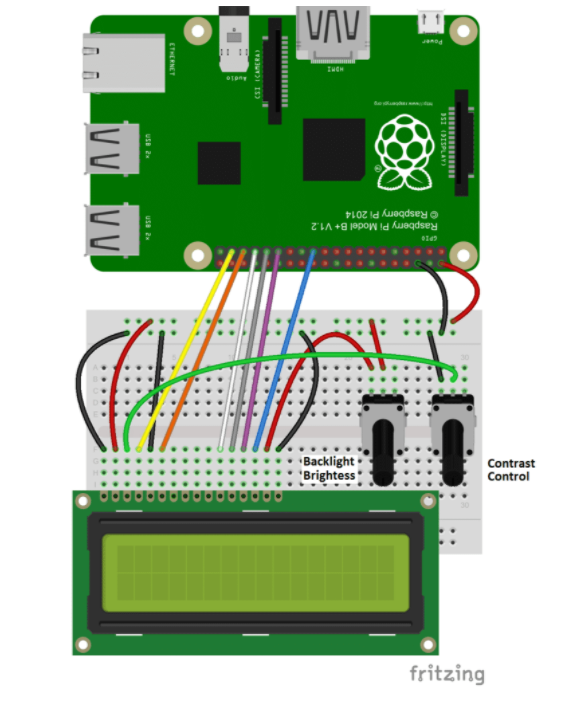 ETHERNET
Audio
CSI (CAMERA)
HDMI
Power
http://www.raspberrypi.org
DSI (DISPLAY)
USB 2x
USB 2x
© Raspberry Pi 2014
Raspberry Pi Model B+ V1.2
GPIO
Backlight
Brightess
Contrast
Control
fritzing